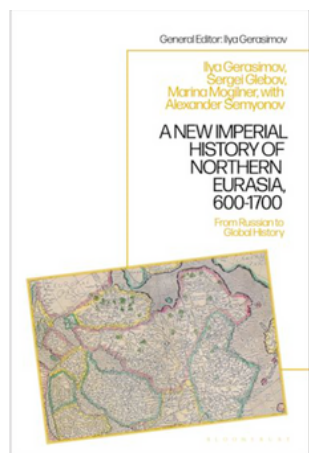 General Editor: Ilya Gerasimov
Ilya Gerasimov,
Sergei Glebov,
Marina Mogilner, with
Alexander Semyonov
A NEW IMPERIAL
HISTORY OF
NORTHERN
EURASIA,
600-1700
From Russian to
Global History
BLOOMSBURY